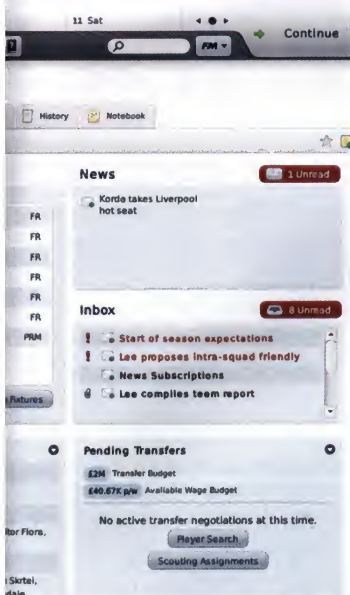 11 Sat
FM
Continue
History
Notebook
News
1 Unread
Korda takes Liverpool
hot seat
FR
FR
FR
FR
FR
FR
PRM
Inbox
8 Unread
Start of season expectations
Lee proposes intra-squad friendly
News Subscriptions
Lee compiles team report
Fixtures
Pending Transfers
£2M Transfer Budget
£40.67K p/w Available Wage Budget
No active transfer negotiations at this time.
Player Search
Scouting Assignments
Flora,
Skrtel,